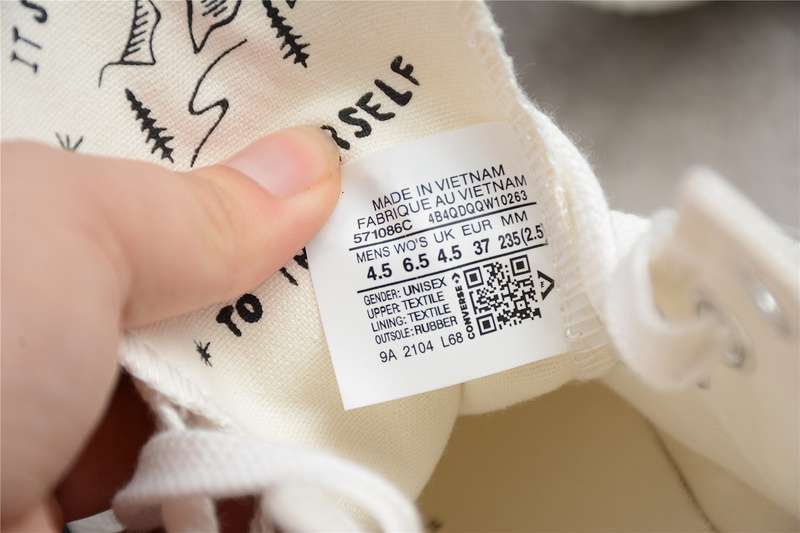 ITS
TO
SELF
MADE IN VIETNAM
FABRIQUE AU VIETNAM
571086C 4B4QDQQW10263
MENS WO'S UK EUR MM
4.5 6.5 4.5 37 235(2.5
GENDER: UNISEX
UPPER: TEXTILE
LINING: TEXTILE
OUTSOLE: RUBBER
CONVERSE
9A 2104 L68